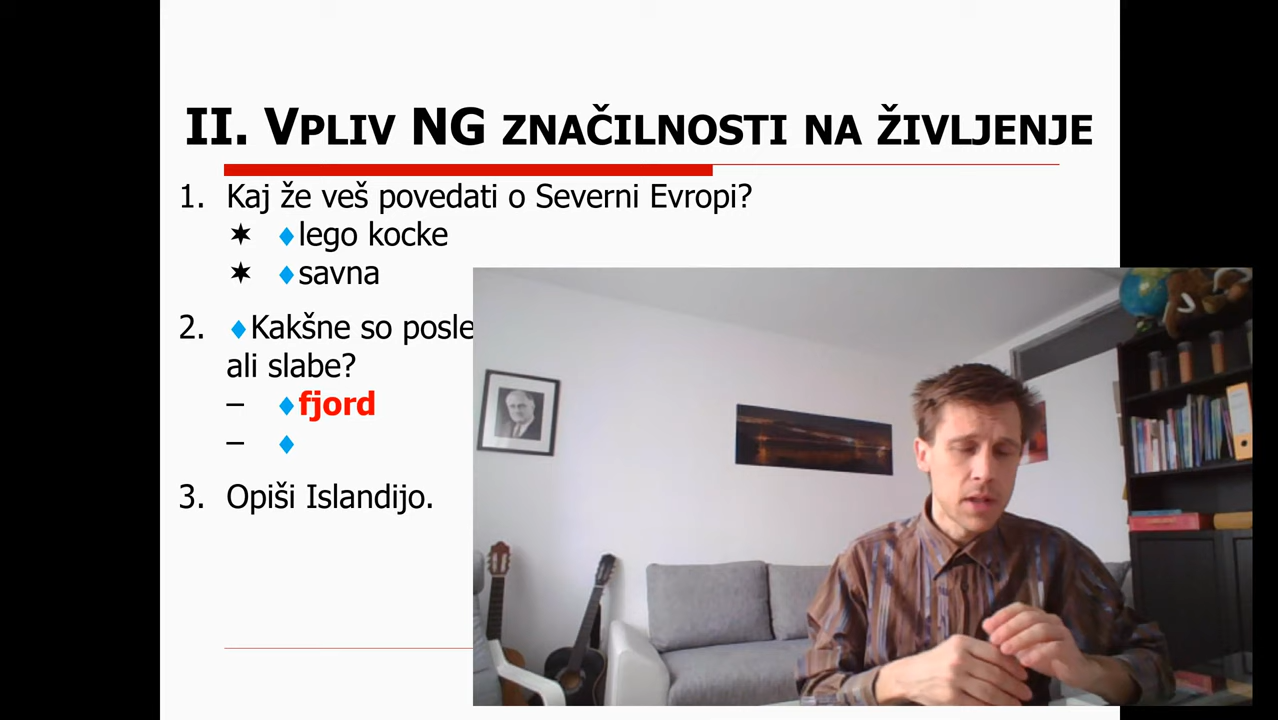 II. VPLIV NG ZNAČILNOSTI NA ŽIVLJENJE
1. Kaj že veš povedati o Severni Evropi?
lego kocke
savna
2. Kakšne so posle
ali slabe?
– fjord
–
3. Opiši Islandijo.